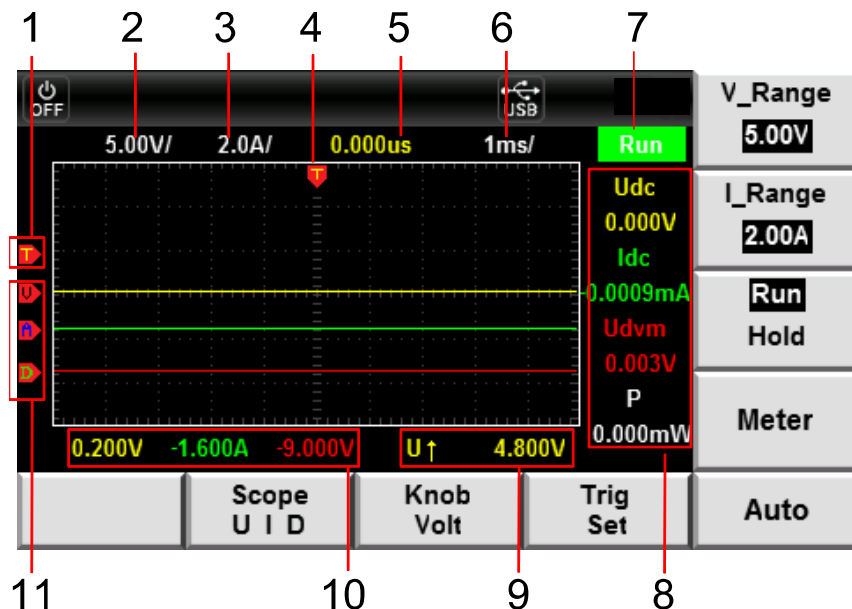 1 2 3 4 5 6 7
OFF
USB
5.00V/ 2.0A/ 0.000us 1ms/ Run
T
Udc
0.000V
Idc
-0.0009mA
Udvm
0.003V
P
0.000mW
T
V
A
D
0.200V -1.600A -9.000V U↑ 4.800V
V_Range
5.00V
I_Range
2.00A
Run
Hold
Meter
Auto
Scope
U I D
Knob
Volt
Trig
Set
11 10 9 8